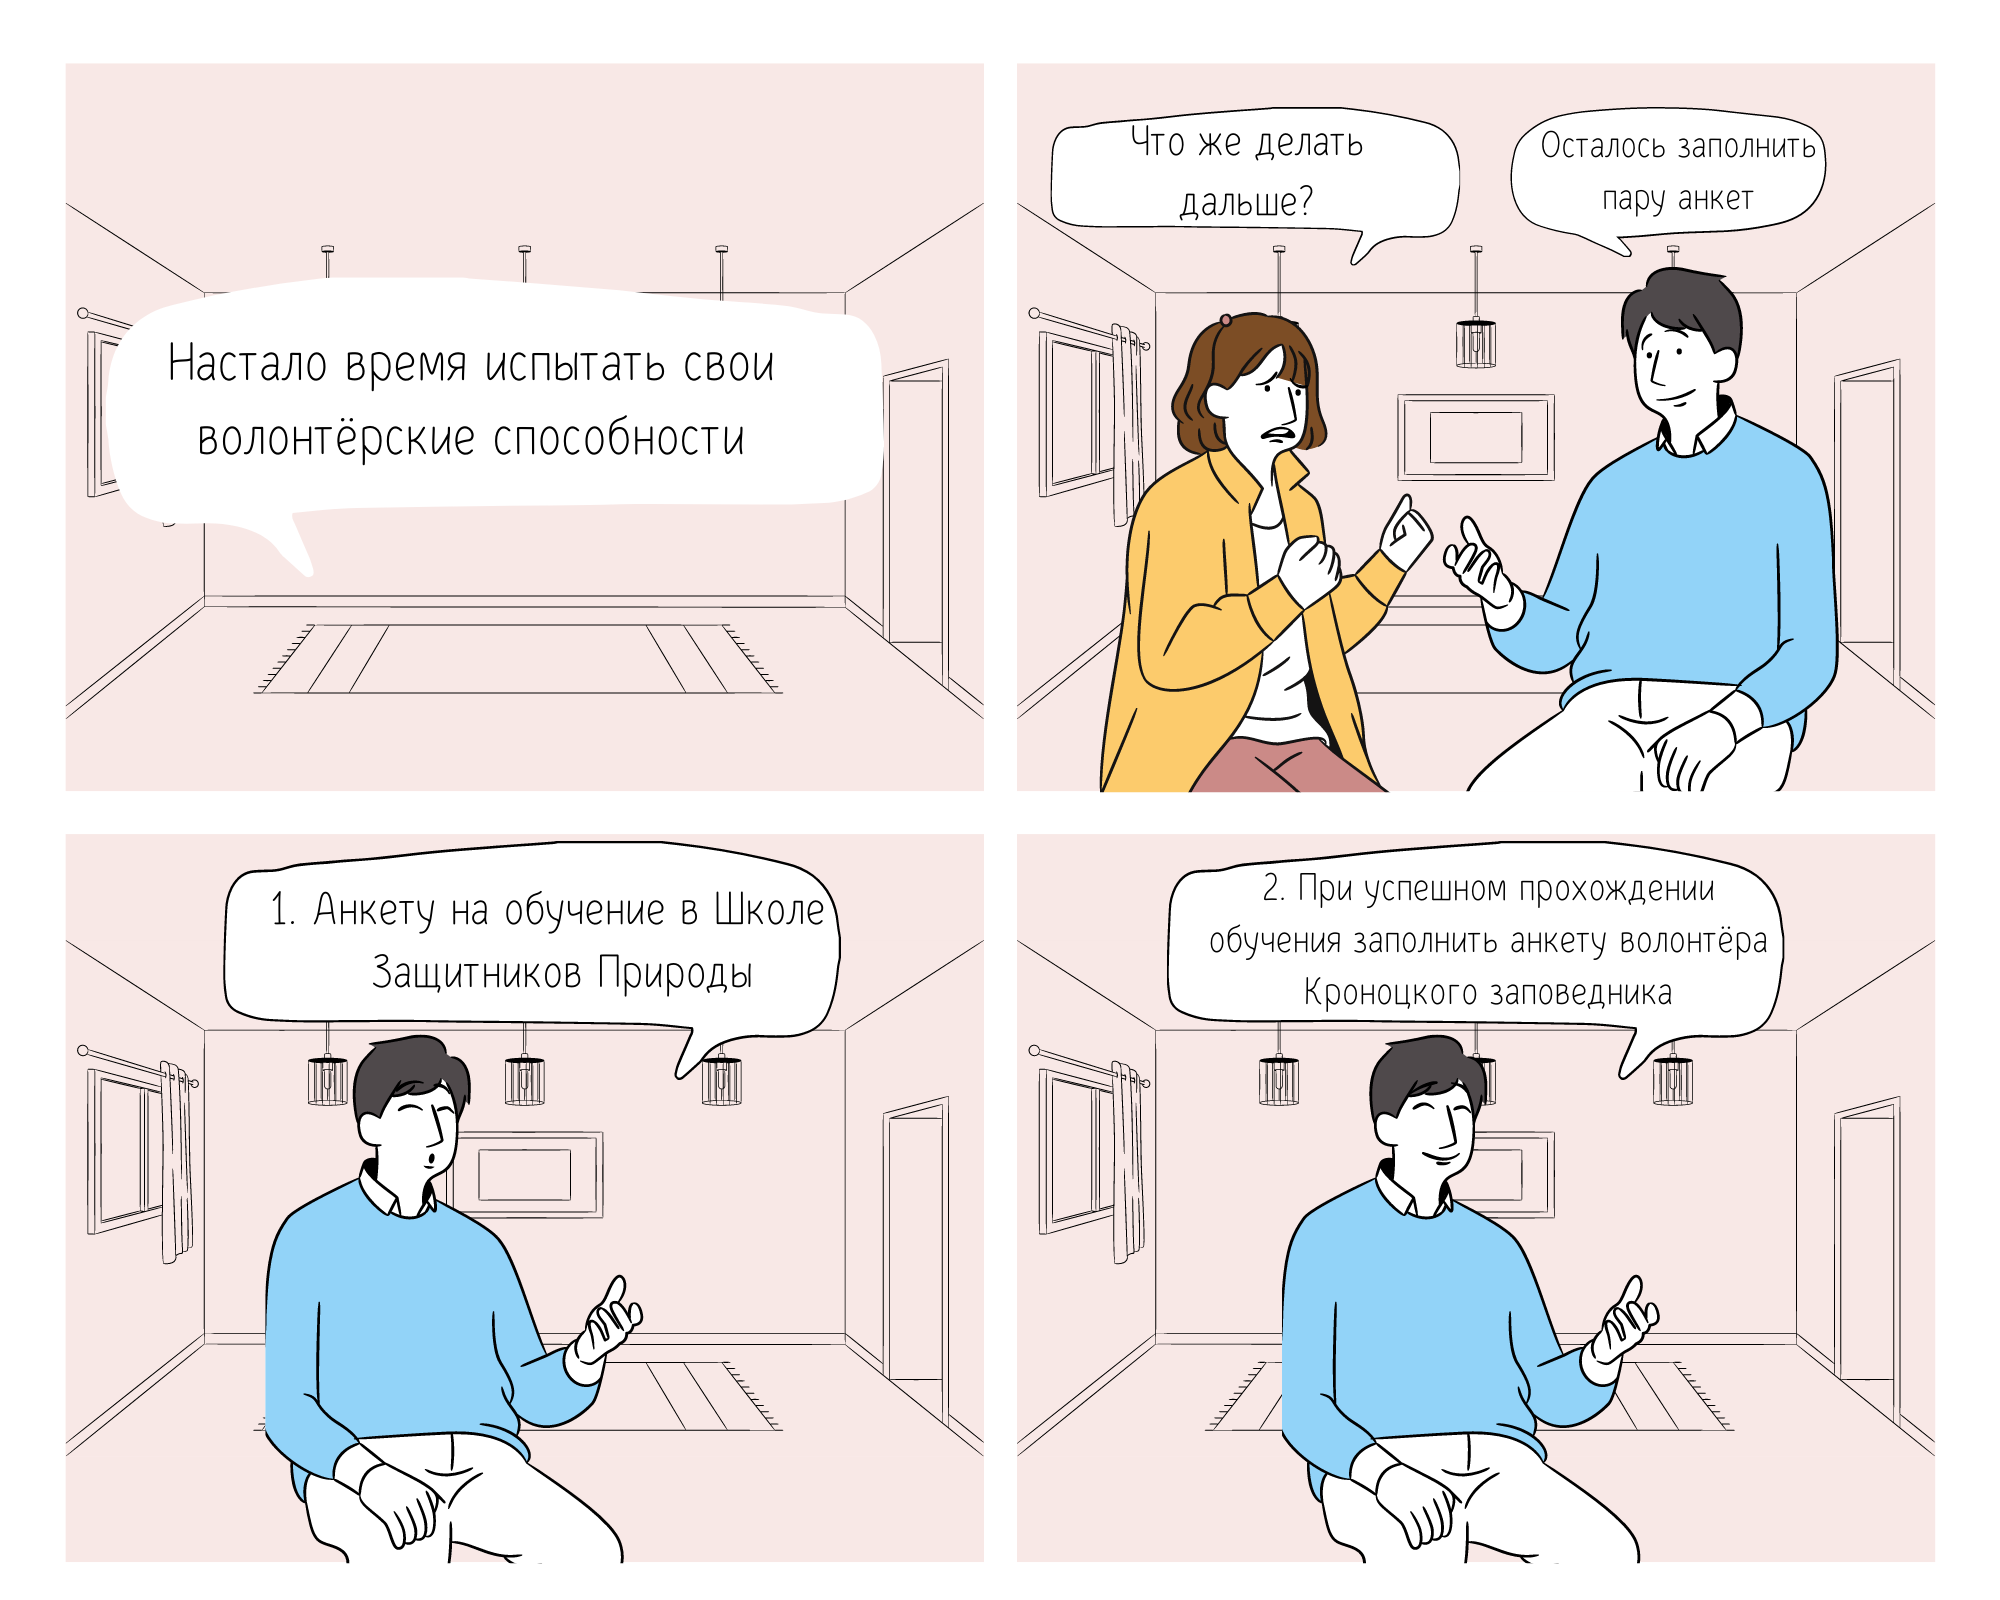 Настало время испытать свои
волонтёрские способности
Что же делать
дальше?
Осталось заполнить
пару анкет
1. Анкету на обучение в Школе
Защитников Природы
2. При успешном прохождении
обучения заполнить анкету волонтёра
Кроноцкого заповедника